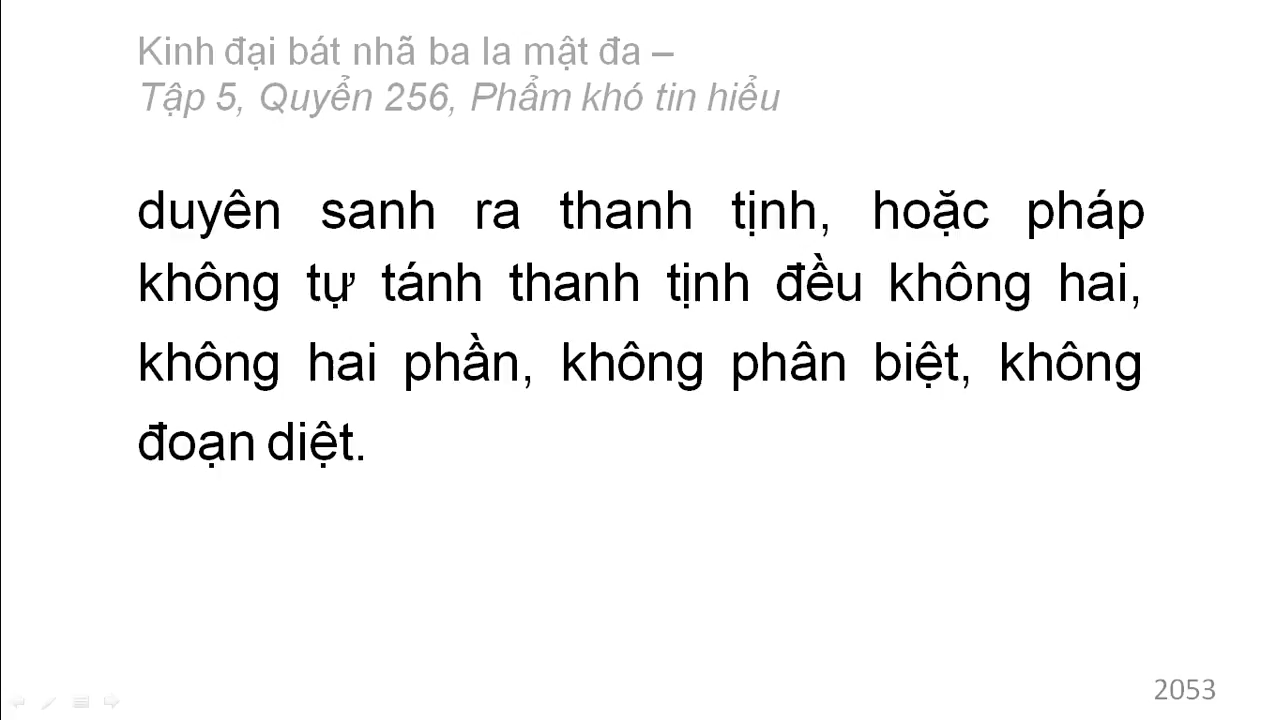 Kinh đại bát nhã ba la mật đa –
Tập 5, Quyển 256, Phẩm khó tin hiểu
duyên sanh ra thanh tịnh, hoặc pháp
không tự tánh thanh tịnh đều không hai,
không hai phần, không phân biệt, không
đoạn diệt.
2053